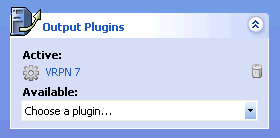 Output Plugins
Active:
VRPN 7
Available:
Choose a plugin...